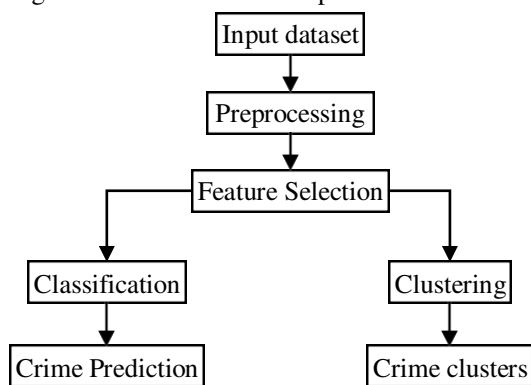 Input dataset
Preprocessing
Feature Selection
Classification
Clustering
Crime Prediction
Crime clusters